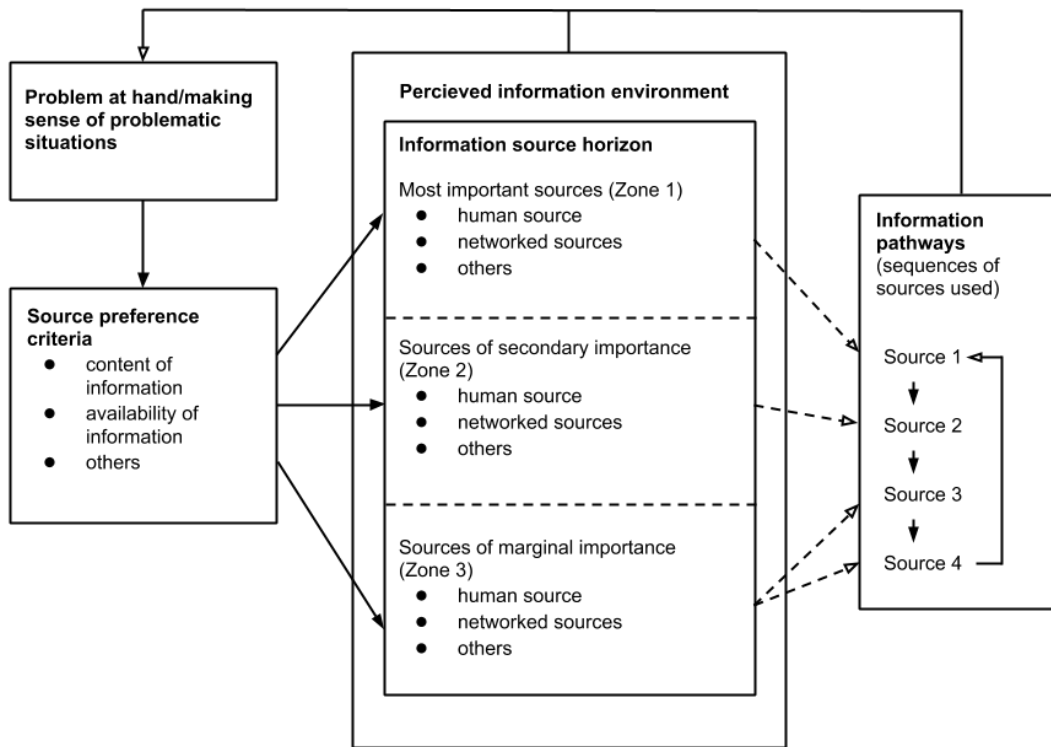 Problem at hand/making
sense of problematic
situations
Source preference
criteria
● content of
information
● availability of
information
● others
Percieved information environment
Information source horizon
Most important sources (Zone 1)
● human source
● networked sources
● others
Sources of secondary importance
(Zone 2)
● human source
● networked sources
● others
Sources of marginal importance
(Zone 3)
● human source
● networked sources
● others
Information
pathways
(sequences of
sources used)
Source 1
Source 2
Source 3
Source 4